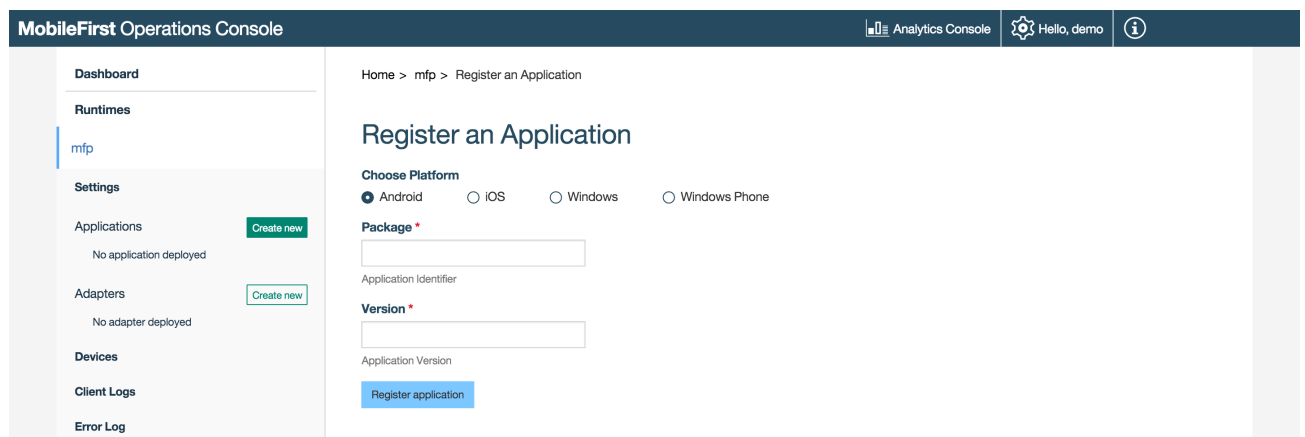 MobileFirst Operations Console
Analytics Console
Hello, demo
Dashboard
Runtimes
mfp
Settings
Applications
Create new
No application deployed
Adapters
Create new
No adapter deployed
Devices
Client Logs
Error Log
Home > mfp > Register an Application
Register an Application
Choose Platform
Android iOS Windows Windows Phone
Package *
Application Identifier
Version *
Application Version
Register application